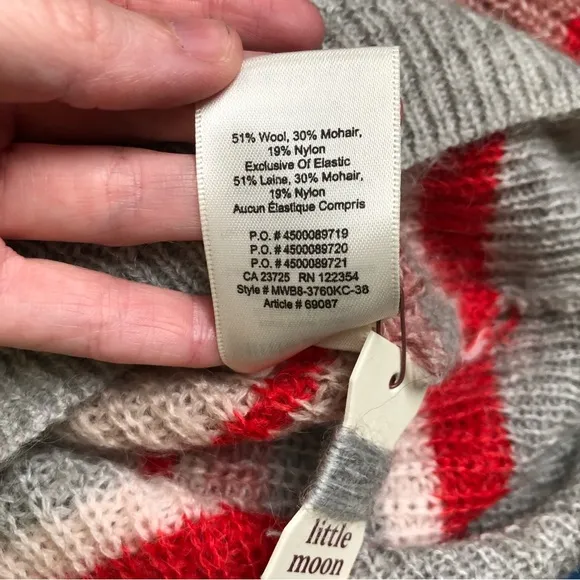 51% Wool, 30% Mohair,
19% Nylon
Exclusive Of Elastic
51% Laine, 30% Mohair,
19% Nylon
Aucun Élastique Compris
P.O. # 4500089719
P.O. # 4500089720
P.O. # 4500089721
CA 23725 RN 122354
Style # MWB8-3760KC-38
Article # 69087
little
moon